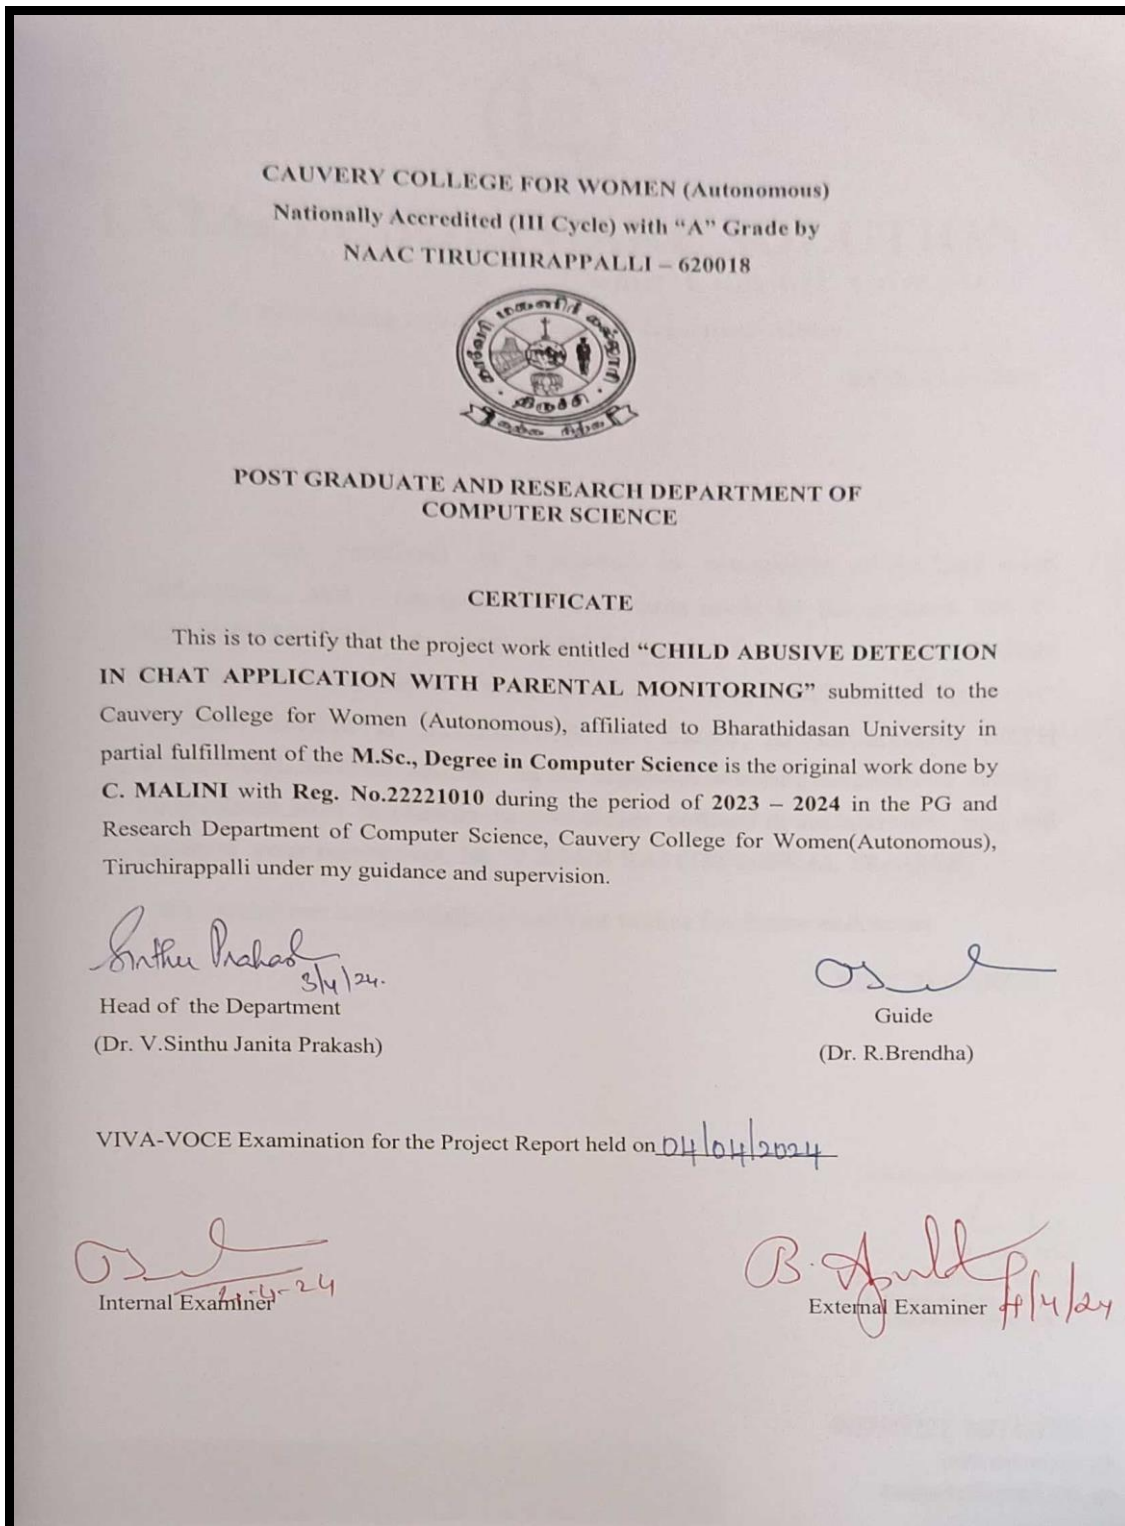 CAUVERY COLLEGE FOR WOMEN (Autonomous)
Nationally Accredited (III Cycle) with “A” Grade by
NAAC TIRUCHIRAPPALLI – 620018
காவேரி மகளிர் கல்லூரி
திருச்சி
POST GRADUATE AND RESEARCH DEPARTMENT OF
COMPUTER SCIENCE
CERTIFICATE
This is to certify that the project work entitled “CHILD ABUSIVE DETECTION
IN CHAT APPLICATION WITH PARENTAL MONITORING” submitted to the
Cauvery College for Women (Autonomous), affiliated to Bharathidasan University in
partial fulfillment of the M.Sc., Degree in Computer Science is the original work done by
C. MALINI with Reg. No.22221010 during the period of 2023 – 2024 in the PG and
Research Department of Computer Science, Cauvery College for Women(Autonomous),
Tiruchirappalli under my guidance and supervision.
Sinthu Prakash
3/4/24.
Head of the Department
Guide
(Dr. V.Sinthu Janita Prakash)
(Dr. R.Brendha)
VIVA-VOCE Examination for the Project Report held on 04/04/2024
4-4-24
Internal Examiner
External Examiner 4/4/24